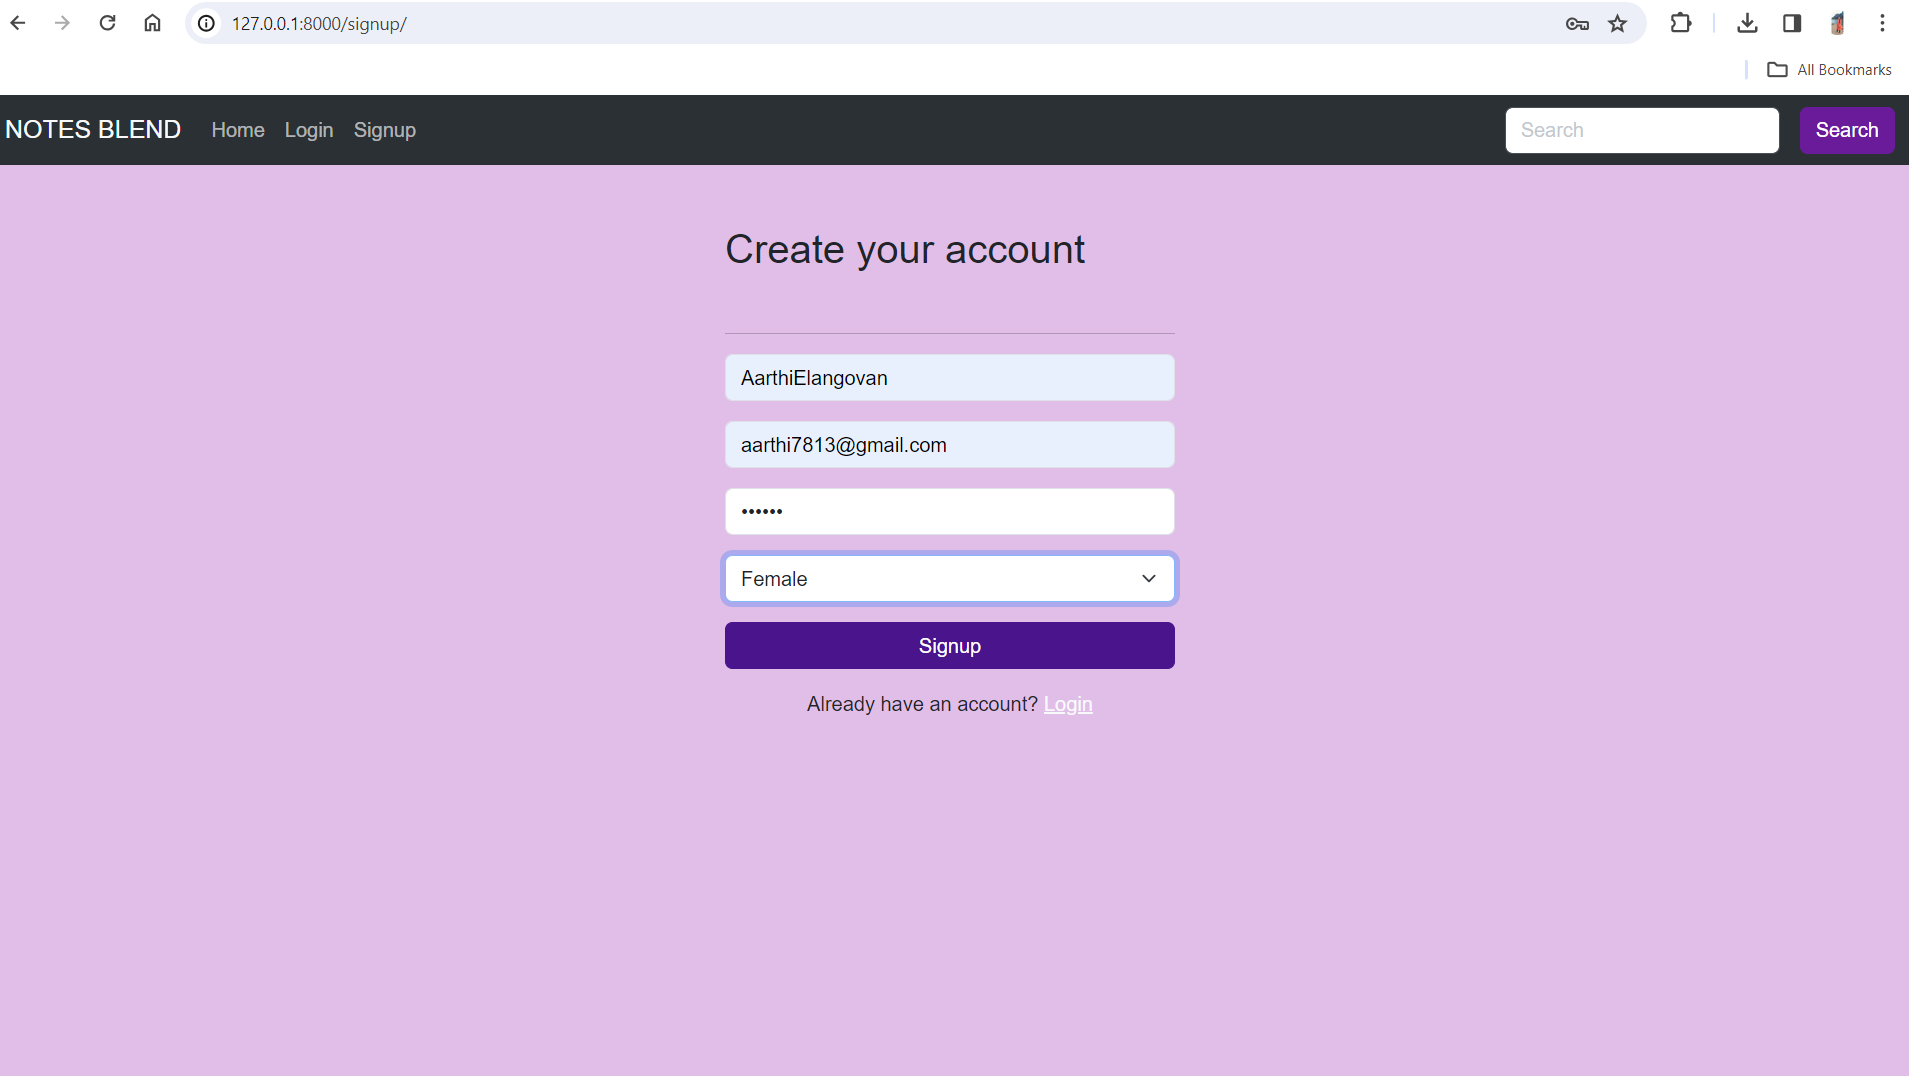 127.0.0.1:8000/signup/
All Bookmarks
NOTES BLEND Home Login Signup Search Search
Create your account
AarthiElangovan
aarthi7813@gmail.com
••••••
Female
Signup
Already have an account? Login